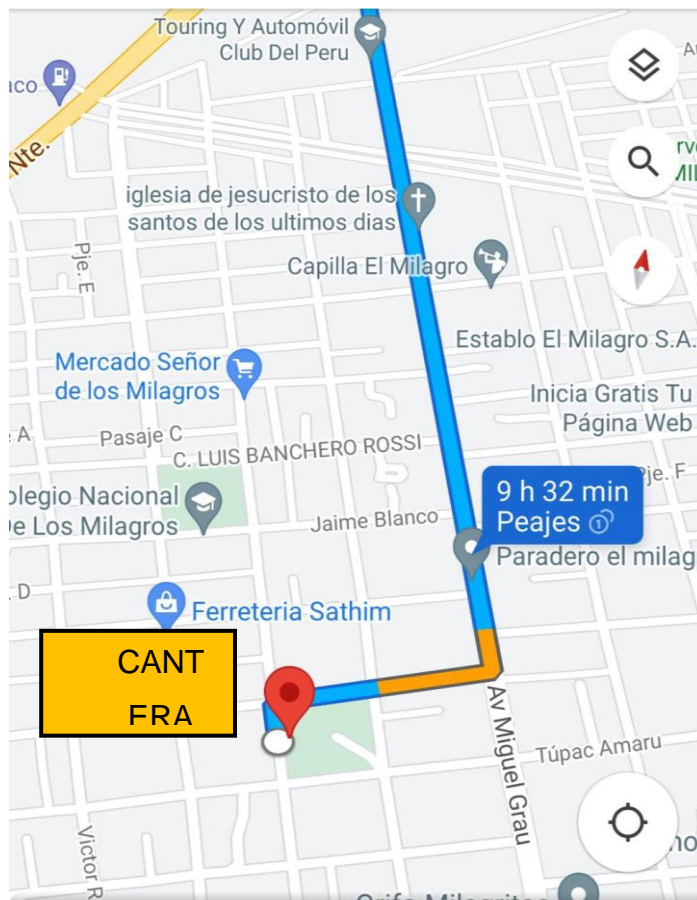 Touring Y Automóvil
Club Del Peru
aco
Nte.
iglesia de jesucristo de los
santos de los ultimos dias
Pje. E
Capilla El Milagro
Establo El Milagro S.A.
Mercado Señor
de los Milagros
Inicia Gratis Tu
Página Web
A
Pasaje C
C. LUIS BANCHERO ROSSI
Pje. F
9 h 32 min
Peajes
olegio Nacional
De Los Milagros
Jaime Blanco
Paradero el milag
D
Ferreteria Sathim
CANT
FRA
Av Miguel Grau
Túpac Amaru
Victor R